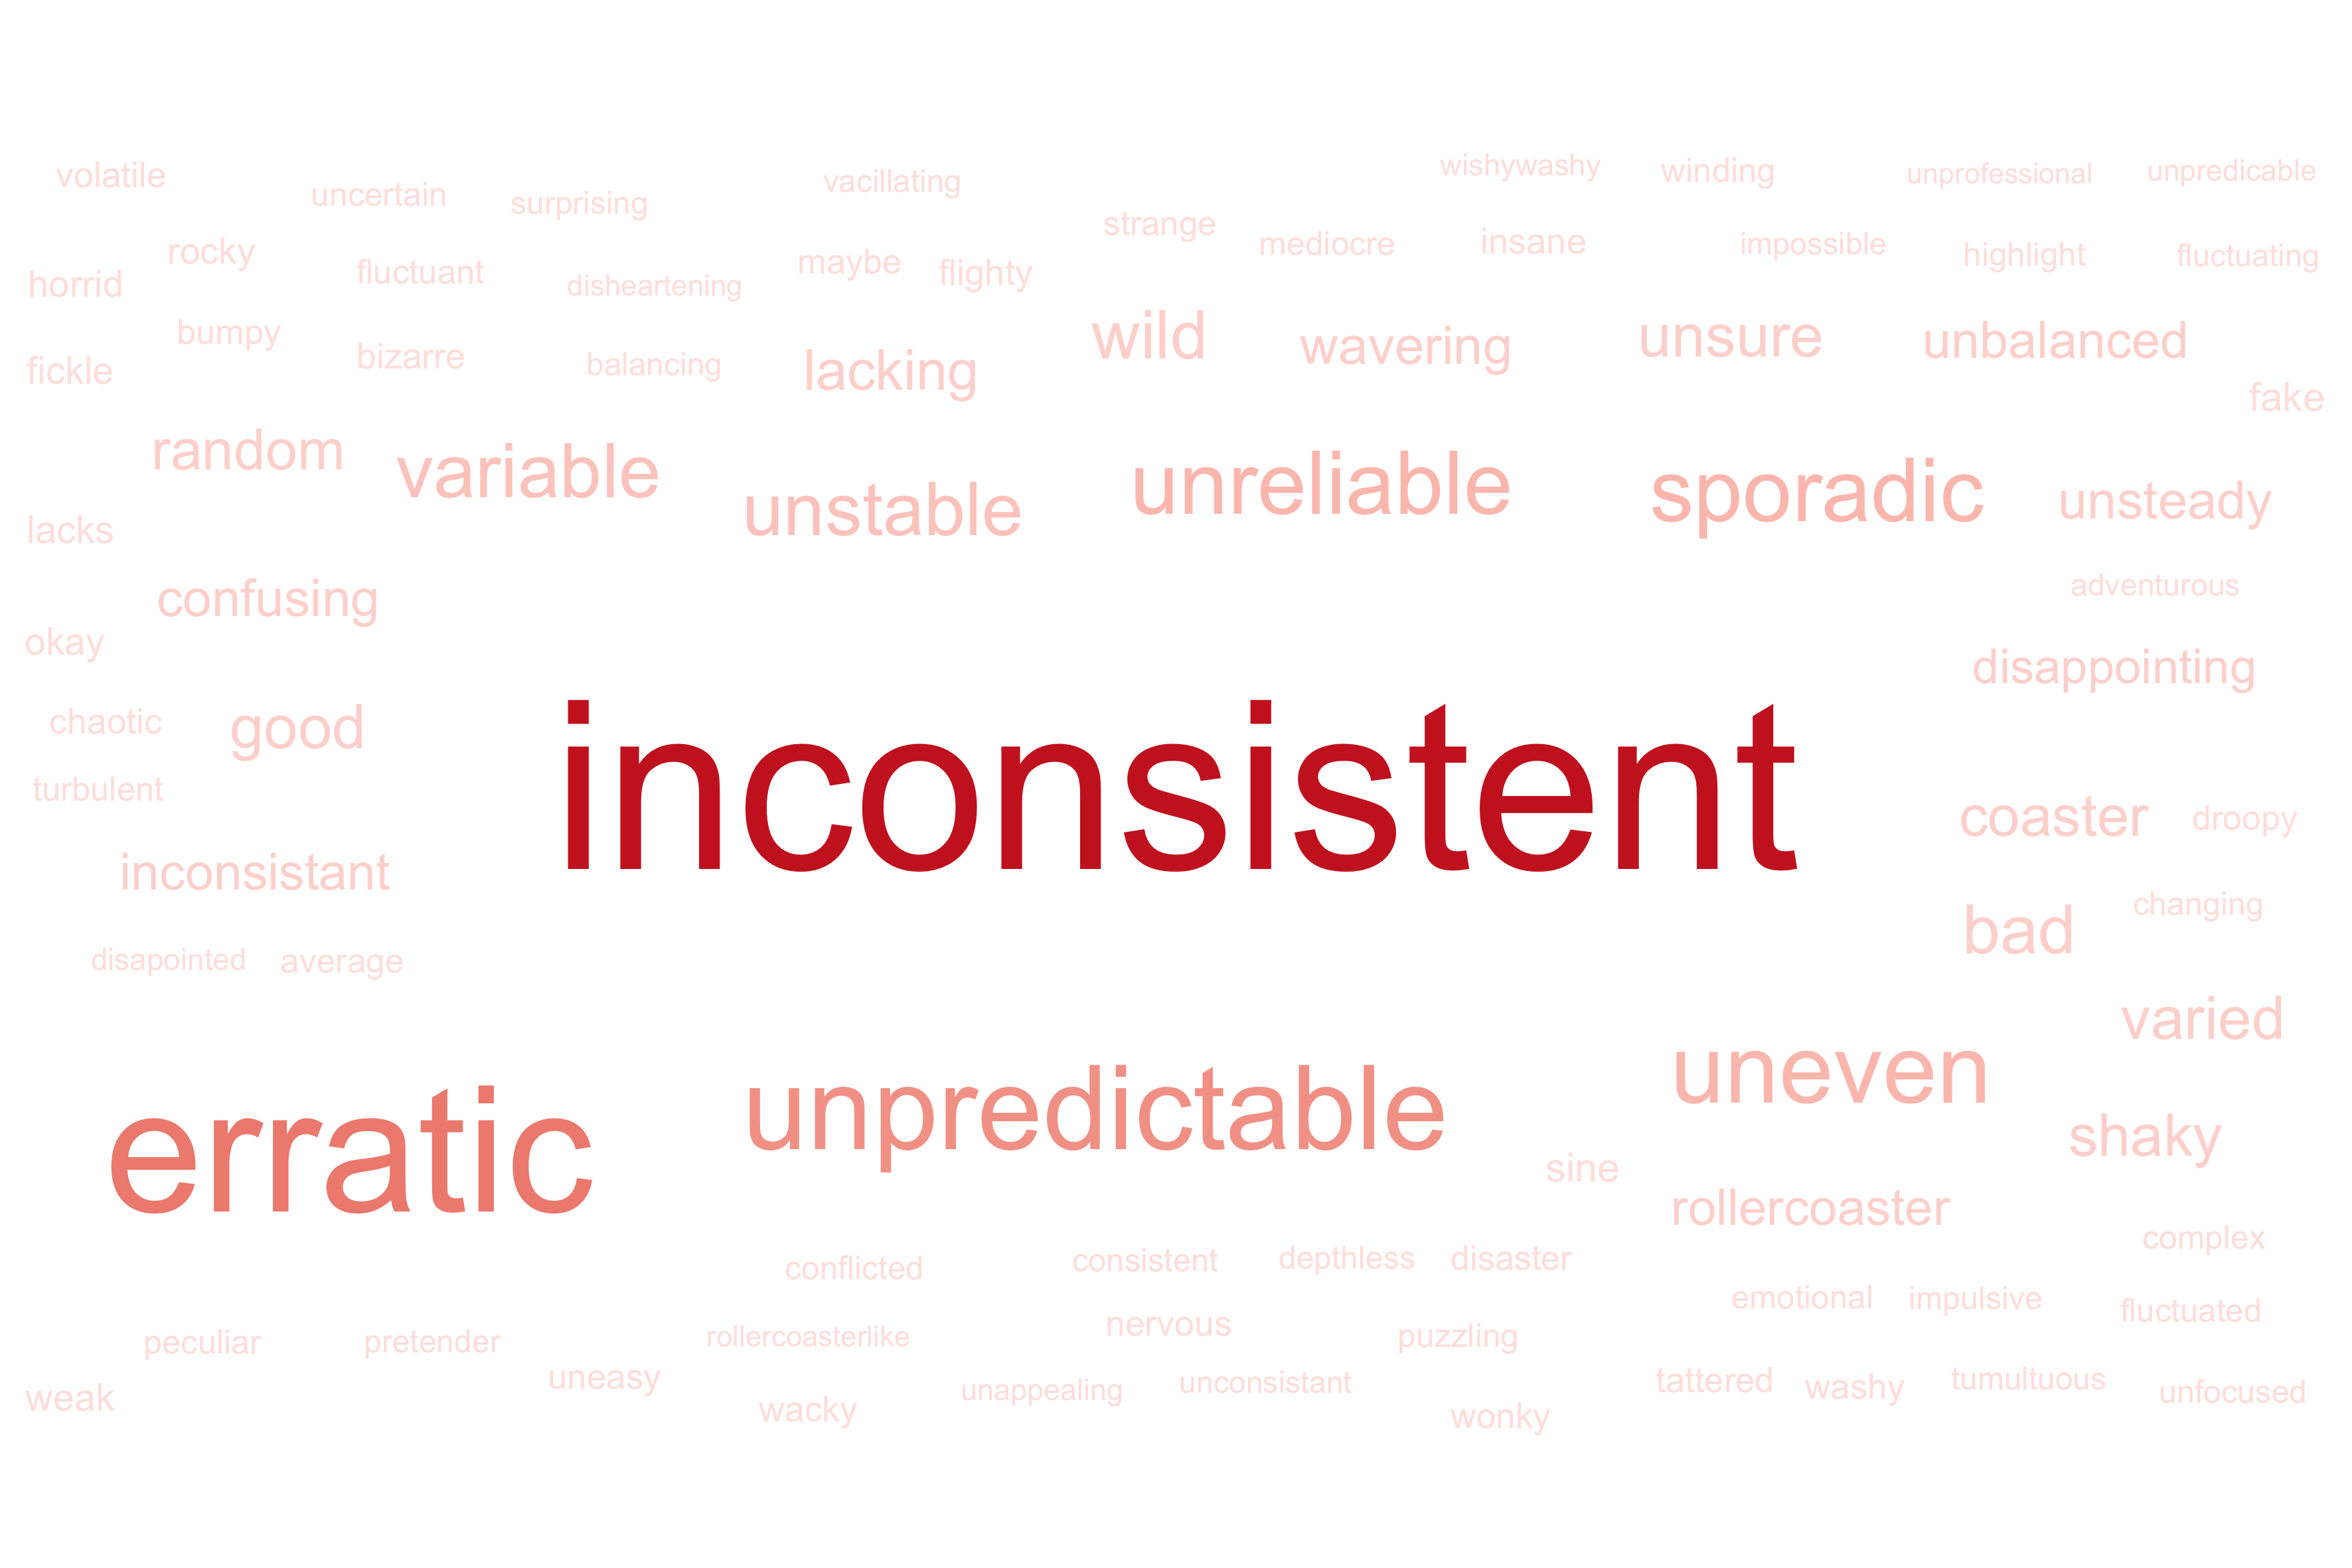 volatile
uncertain
surprising
vacillating
wishywashy
winding
unprofessional
unpredicable
strange
rocky
mediocre
insane
impossible
highlight
fluctuating
horrid
fluctuant
disheartening
maybe
flighty
bumpy
wild
wavering
unsure
unbalanced
fickle
bizarre
balancing
lacking
fake
random
variable
unstable
unreliable
sporadic
unsteady
lacks
confusing
adventurous
okay
disappointing
chaotic
good
inconsistent
turbulent
coaster
droopy
inconsistant
bad
changing
disapointed
average
varied
erratic
unpredictable
uneven
shaky
sine
rollercoaster
conflicted
consistent
depthless
disaster
complex
emotional
impulsive
fluctuated
peculiar
pretender
rollercoasterlike
nervous
puzzling
weak
uneasy
wacky
unappealing
unconsistant
wonky
tattered
washy
tumultuous
unfocused